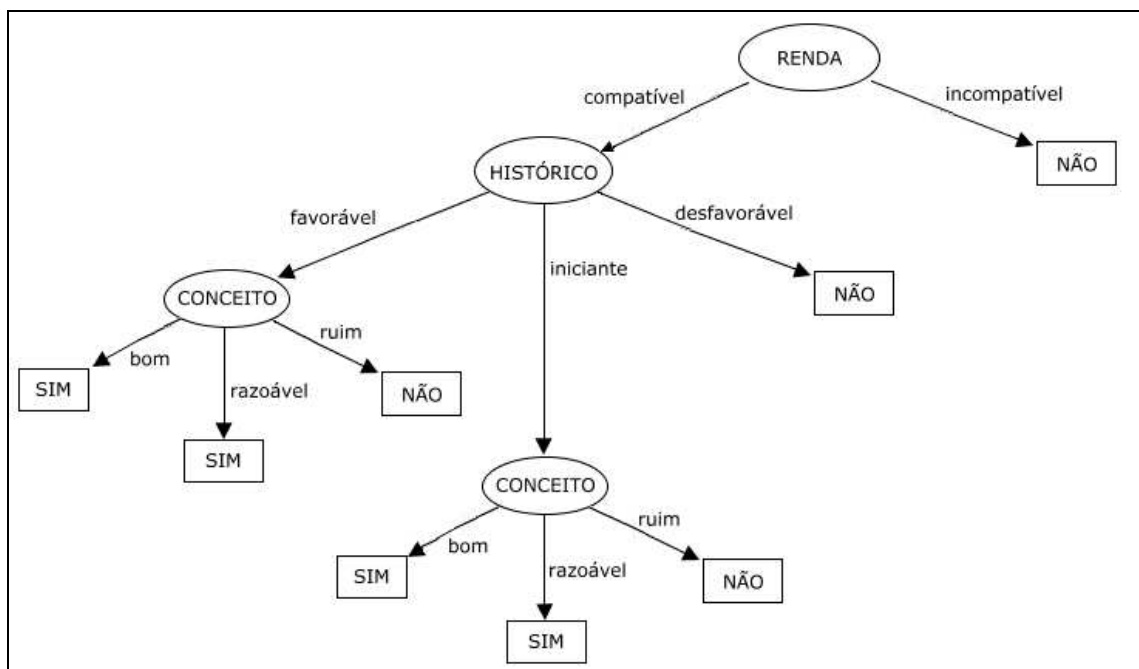 RENDA
compatível
incompatível
NÃO
HISTÓRICO
favorável
iniciante
desfavorável
NÃO
CONCEITO
bom
razoável
ruim
SIM
SIM
NÃO
CONCEITO
bom
razoável
ruim
SIM
SIM
NÃO